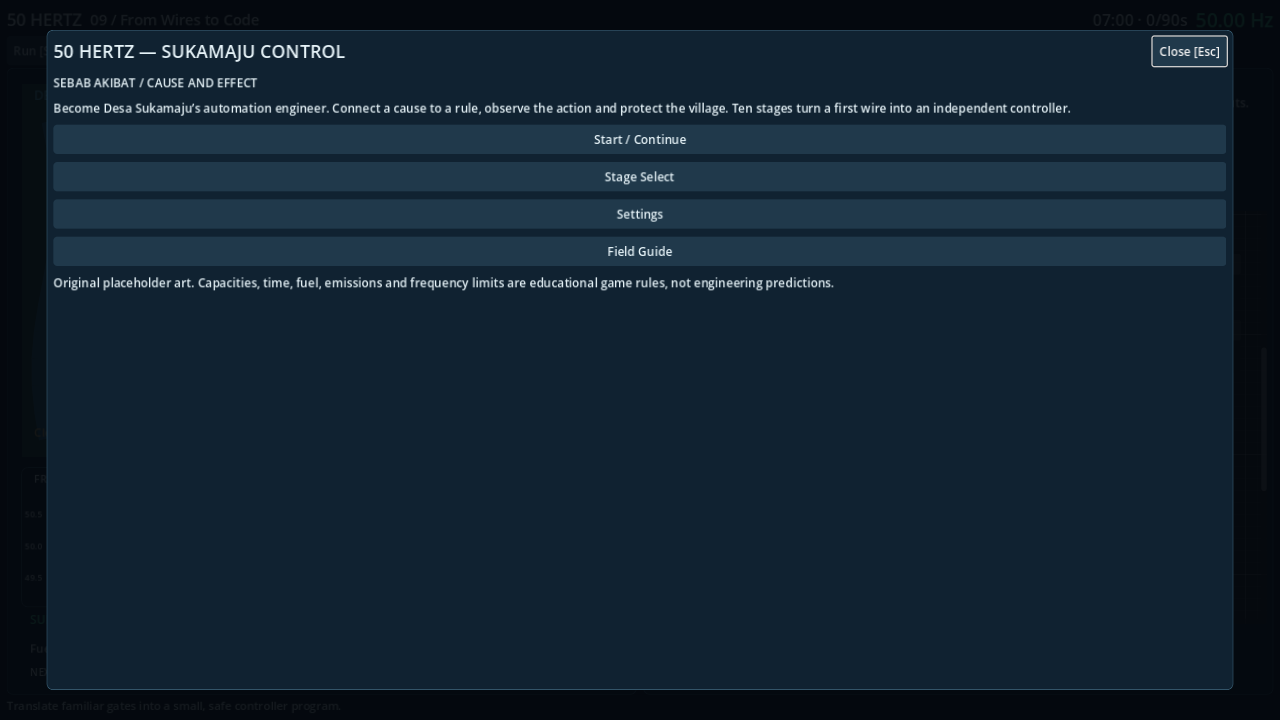 50 HERTZ 09 / From Wires to Code
07:00 · 0/90s 50.00 Hz
50 HERTZ — SUKAMAJU CONTROL
Close [Esc]
SEBAB AKIBAT / CAUSE AND EFFECT
Become Desa Sukamaju's automation engineer. Connect a cause to a rule, observe the action and protect the village. Ten stages turn a first wire into an independent controller.
Start / Continue
Stage Select
Settings
Field Guide
Original placeholder art. Capacities, time, fuel, emissions and frequency limits are educational game rules, not engineering predictions.
Translate familiar gates into a small, safe controller program.